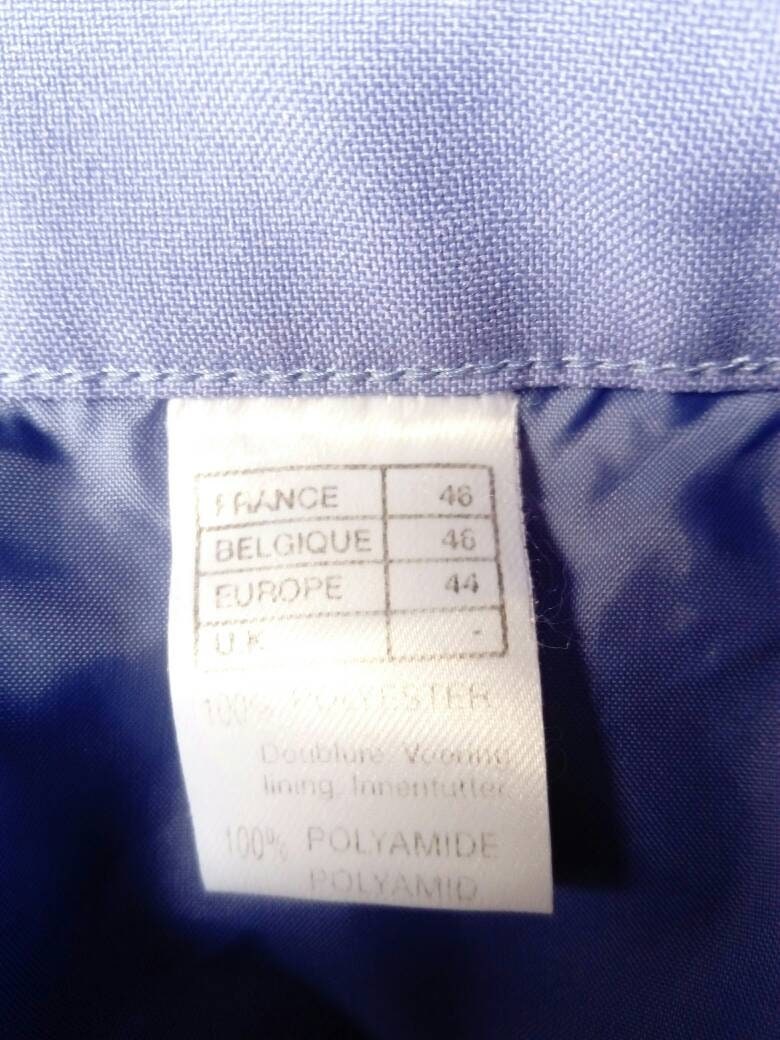 FRANCE 46
BELGIQUE 46
EUROPE 44
U.K -
100% POLYESTER
Doublure, Voering
lining, Innenfutter
100% POLYAMIDE
POLYAMID